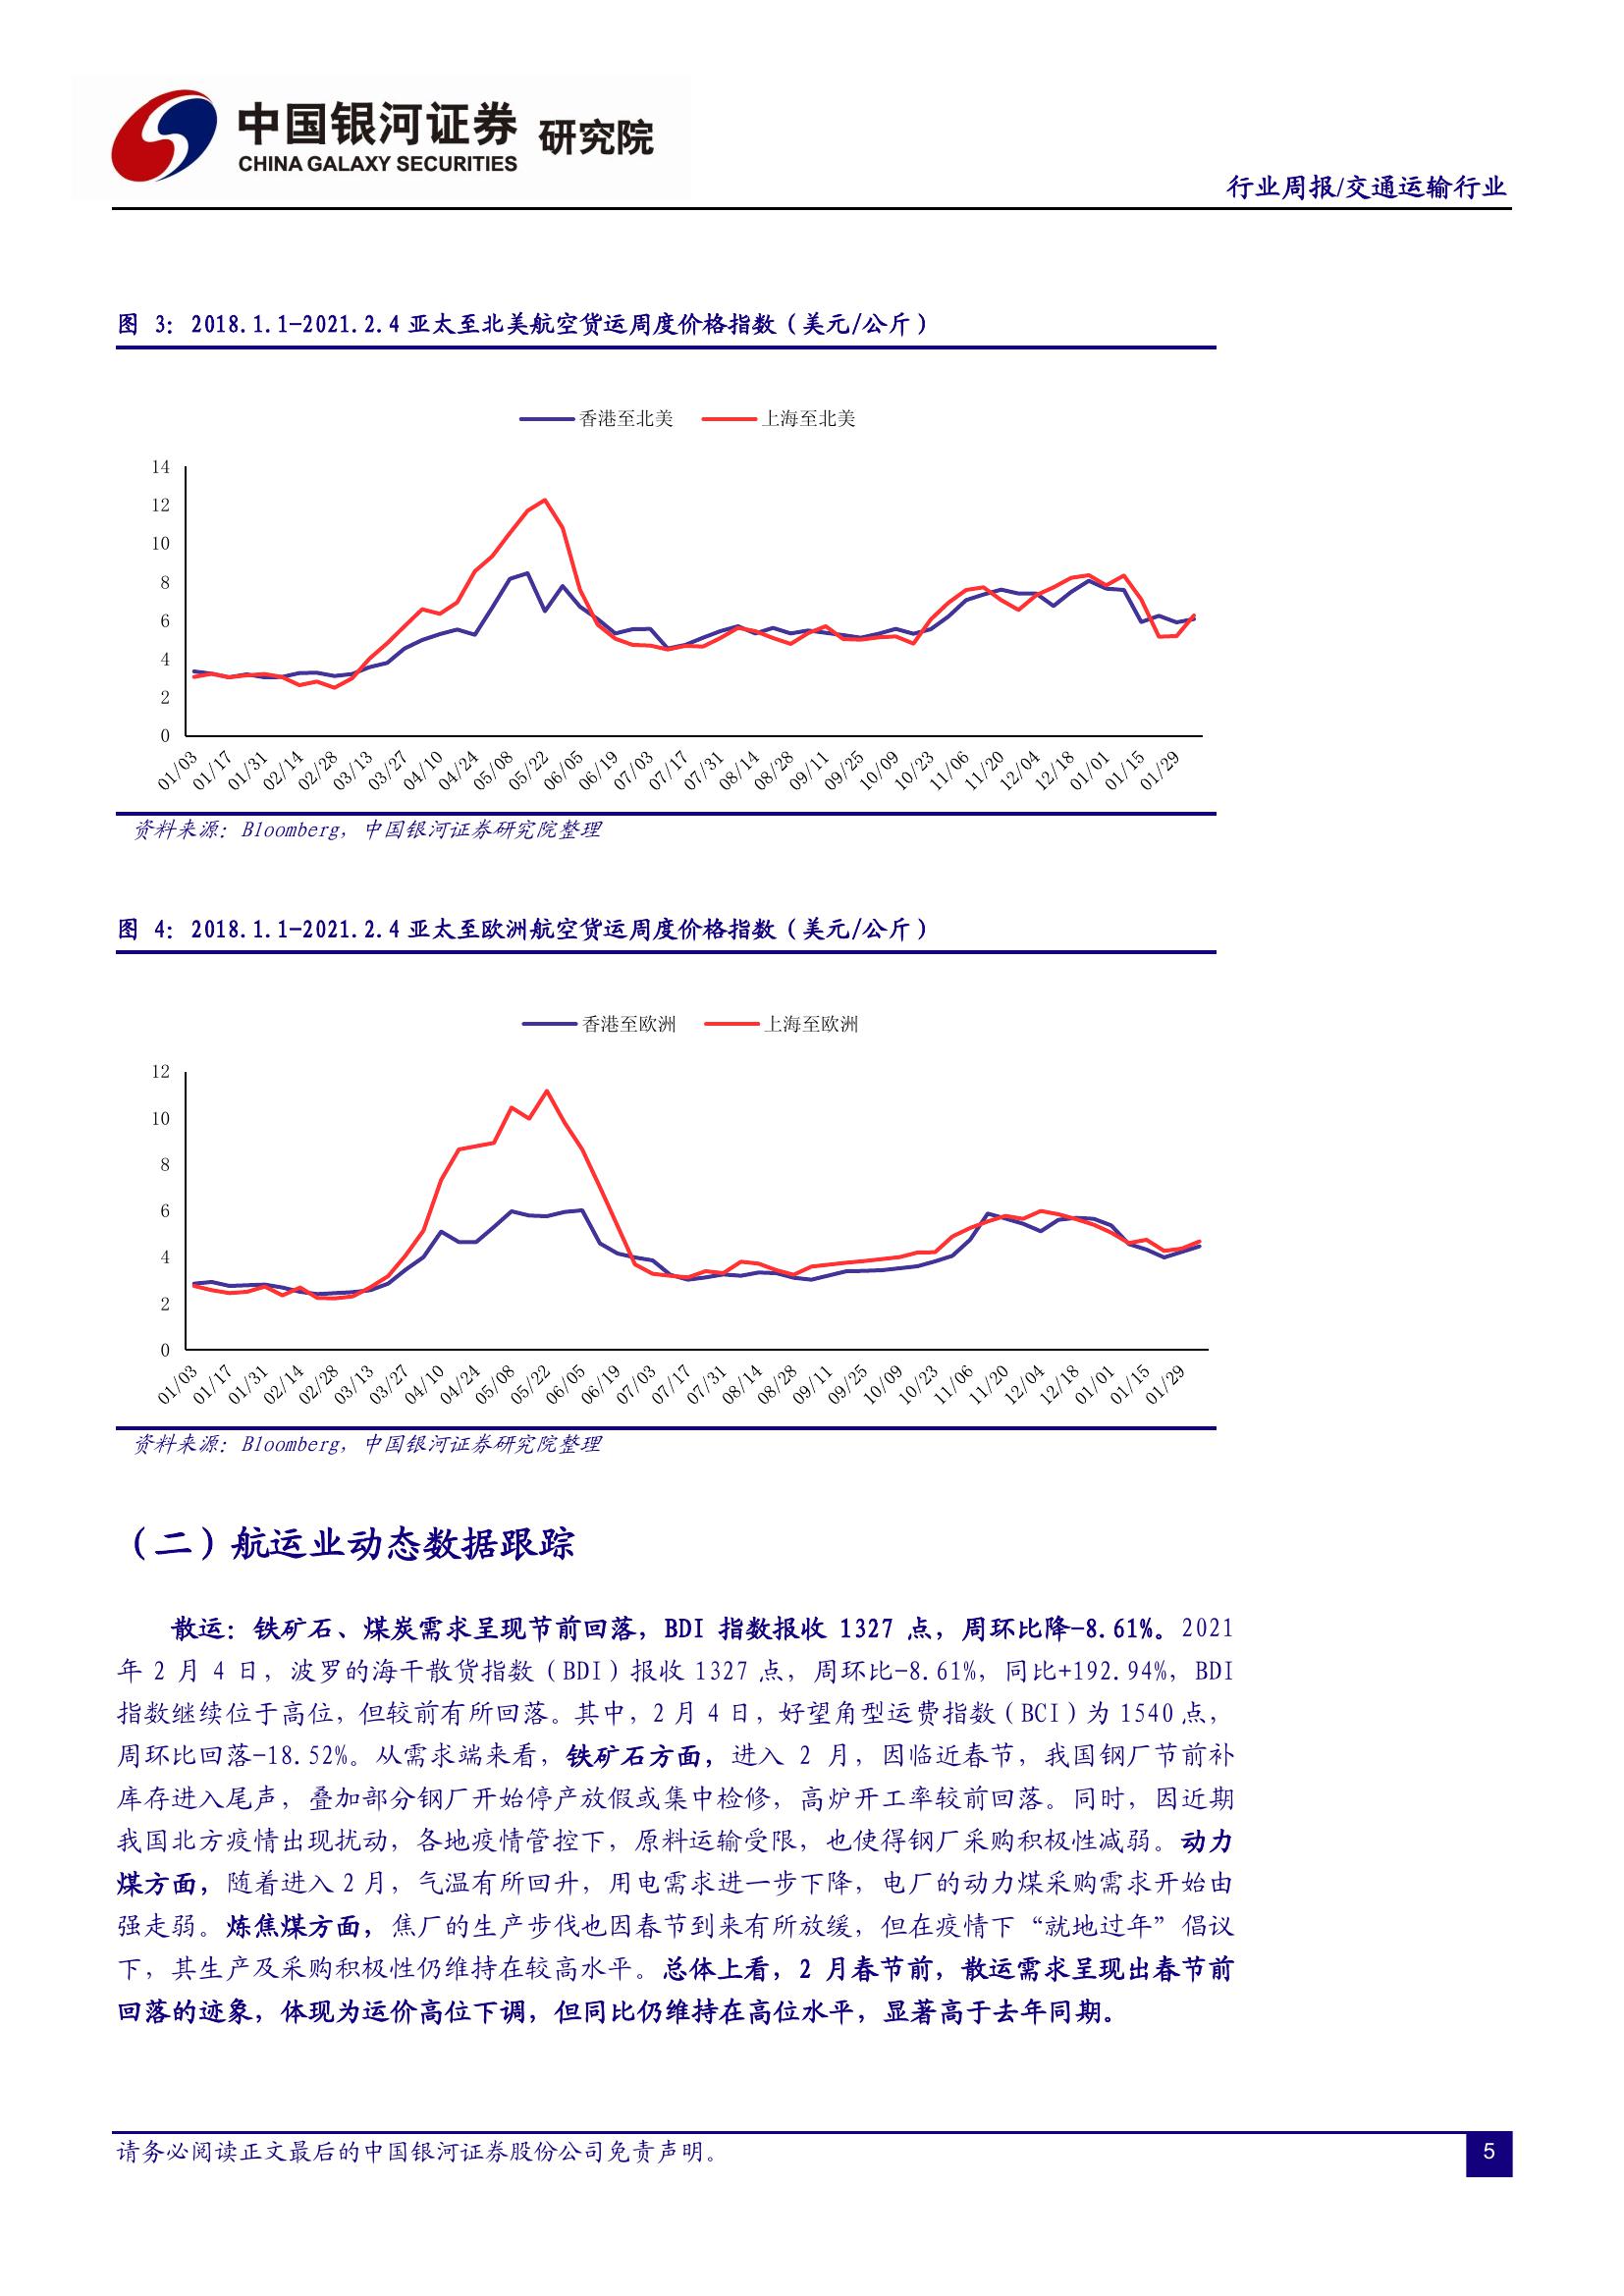 中国银河证券 研究院
CHINA GALAXY SECURITIES
行业周报/交通运输行业
图 3: 2018.1.1-2021.2.4 亚太至北美航空货运周度价格指数（美元/公斤）
香港至北美 上海至北美
14
12
10
8
6
4
2
0
01/03 01/17 01/31 02/14 02/28 03/13 03/27 04/10 04/24 05/08 05/22 06/05 06/19 07/03 07/17 07/31 08/14 08/28 09/11 09/25 10/09 10/23 11/06 11/20 12/04 12/18 01/01 01/15 01/29
资料来源: Bloomberg, 中国银河证券研究院整理
图 4: 2018.1.1-2021.2.4 亚太至欧洲航空货运周度价格指数（美元/公斤）
香港至欧洲 上海至欧洲
12
10
8
6
4
2
0
01/03 01/17 01/31 02/14 02/28 03/13 03/27 04/10 04/24 05/08 05/22 06/05 06/19 07/03 07/17 07/31 08/14 08/28 09/11 09/25 10/09 10/23 11/06 11/20 12/04 12/18 01/01 01/15 01/29
资料来源: Bloomberg, 中国银河证券研究院整理
（二）航运业动态数据跟踪
散运：铁矿石、煤炭需求呈现节前回落，BDI 指数报收 1327 点，周环比降-8.61%。2021
年 2 月 4 日，波罗的海干散货指数（BDI）报收 1327 点，周环比-8.61%，同比+192.94%，BDI
指数继续位于高位，但较前有所回落。其中，2 月 4 日，好望角型运费指数（BCI）为 1540 点，
周环比回落-18.52%。从需求端来看，铁矿石方面，进入 2 月，因临近春节，我国钢厂节前补
库存进入尾声，叠加部分钢厂开始停产放假或集中检修，高炉开工率较前回落。同时，因近期
我国北方疫情出现扰动，各地疫情管控下，原料运输受限，也使得钢厂采购积极性减弱。动力
煤方面，随着进入 2 月，气温有所回升，用电需求进一步下降，电厂的动力煤采购需求开始由
强走弱。炼焦煤方面，焦厂的生产步伐也因春节到来有所放缓，但在疫情下“就地过年”倡议
下，其生产及采购积极性仍维持在较高水平。总体上看，2 月春节前，散运需求呈现出春节前
回落的迹象，体现为运价高位下调，但同比仍维持在高位水平，显著高于去年同期。
请务必阅读正文最后的中国银河证券股份公司免责声明。
5